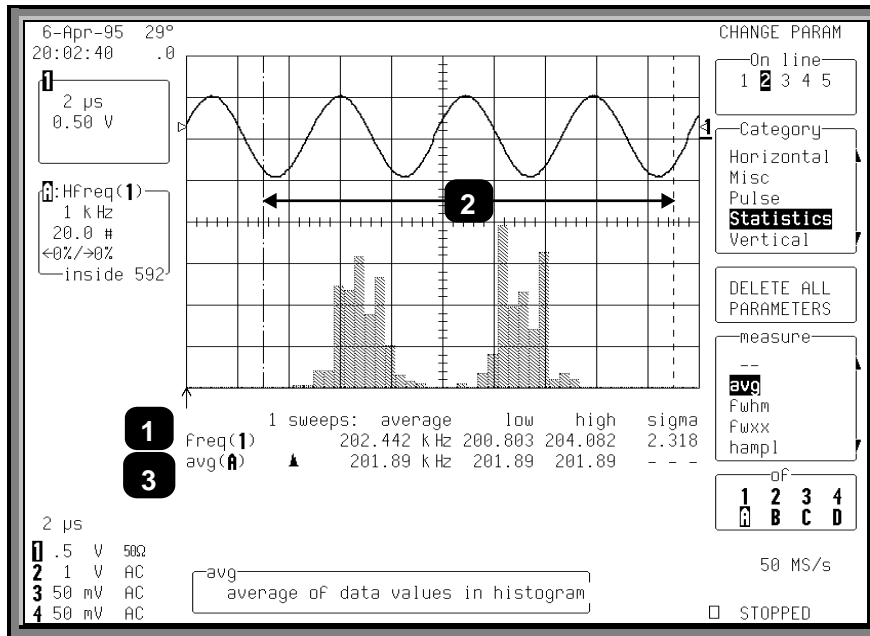 6-Apr-95 29°
20:02:40 .0
1
2 µs
0.50 V
A:Hfreq(1)
1 kHz
20.0 #
←0%/→0%
inside 592
1
2
1 sweeps: average low high sigma
1
freq(1) 202.442 kHz 200.803 204.082 2.318
avg(A) 201.89 kHz 201.89 201.89 - - -
3
2 µs
1 .5 V 50Ω
2 1 V AC
3 50 mV AC
4 50 mV AC
avg
average of data values in histogram
CHANGE PARAM
On line
1 2 3 4 5
Category
Horizontal
Misc
Pulse
Statistics
Vertical
DELETE ALL
PARAMETERS
measure
--
avg
fwhm
fwxx
hampl
of
1 2 3 4
A B C D
50 MS/s
STOPPED